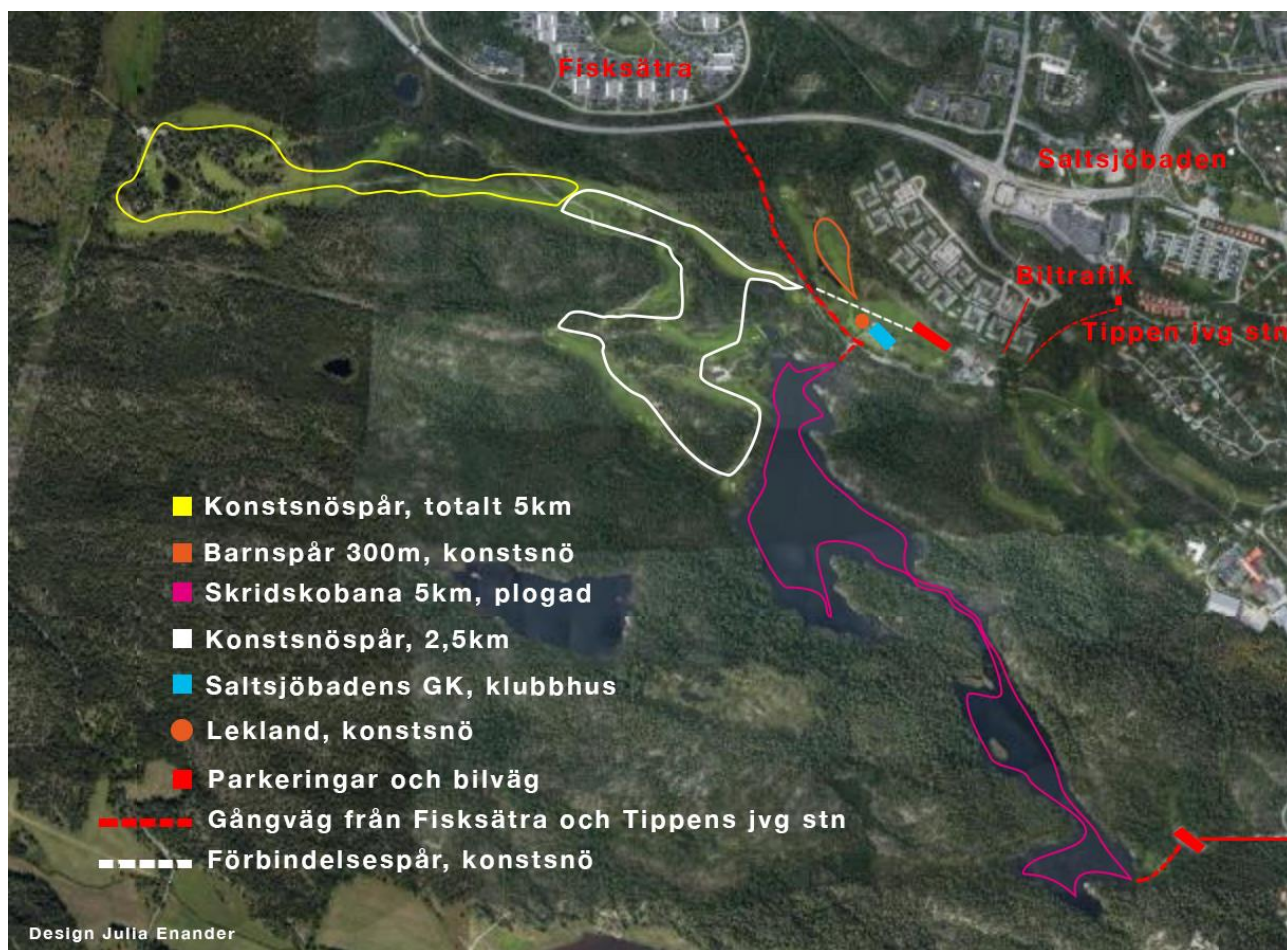 Fisksätra
Saltsjöbaden
Biltrafik
Tippen jvg stn
Konstsnöspår, totalt 5km
Barnspår 300m, konstsnö
Skridskobana 5km, plogad
Konstsnöspår, 2,5km
Saltsjöbadens GK, klubbhus
Lekland, konstsnö
Parkeringar och bilväg
Gångväg från Fisksätra och Tippens jvg stn
Förbindelsespår, konstsnö
Design Julia Enander